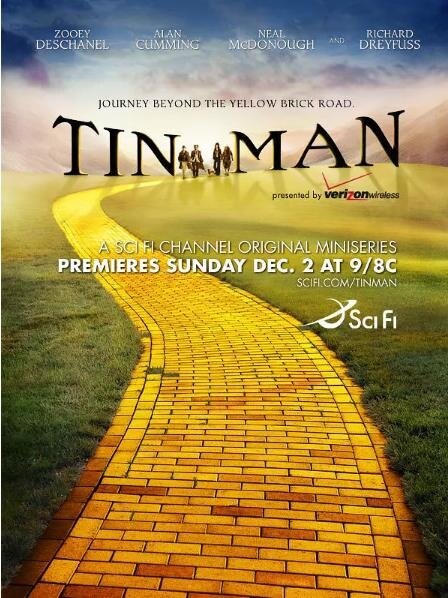 ZOOEY DESCHANEL
ALAN CUMMING
NEAL McDONOUGH
AND
RICHARD DREYFUSS
JOURNEY BEYOND THE YELLOW BRICK ROAD.
TIN MAN
presented by verizonwireless
A SCI FI CHANNEL ORIGINAL MINISERIES
PREMIERES SUNDAY DEC. 2 AT 9/8C
SCIFI.COM/TINMAN
SCI FI